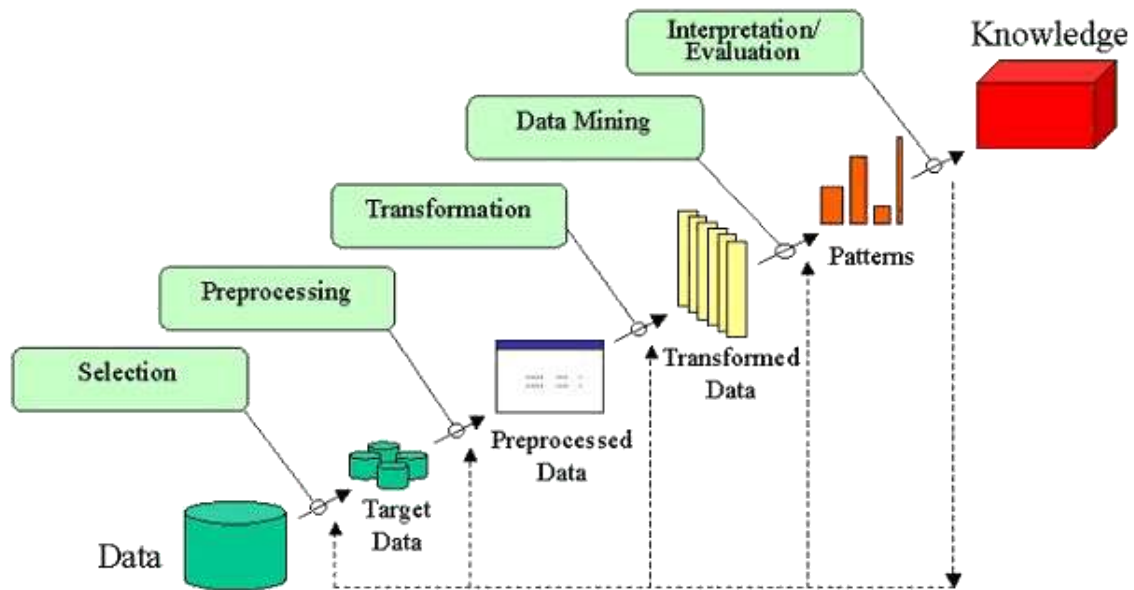 Interpretation/
Evaluation
Knowledge
Data Mining
Transformation
Patterns
Preprocessing
Transformed
Data
Selection
Preprocessed
Data
Target
Data
Data